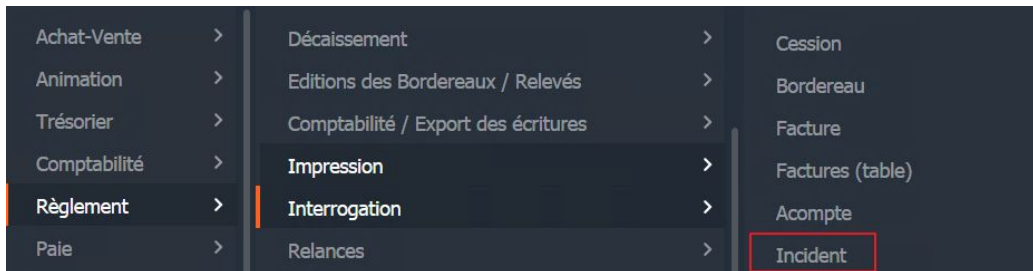 Achat-Vente
Animation
Trésorier
Comptabilité
Règlement
Paie
Décaissement
Editions des Bordereaux / Relevés
Comptabilité / Export des écritures
Impression
Interrogation
Relances
Cession
Bordereau
Facture
Factures (table)
Acompte
Incident